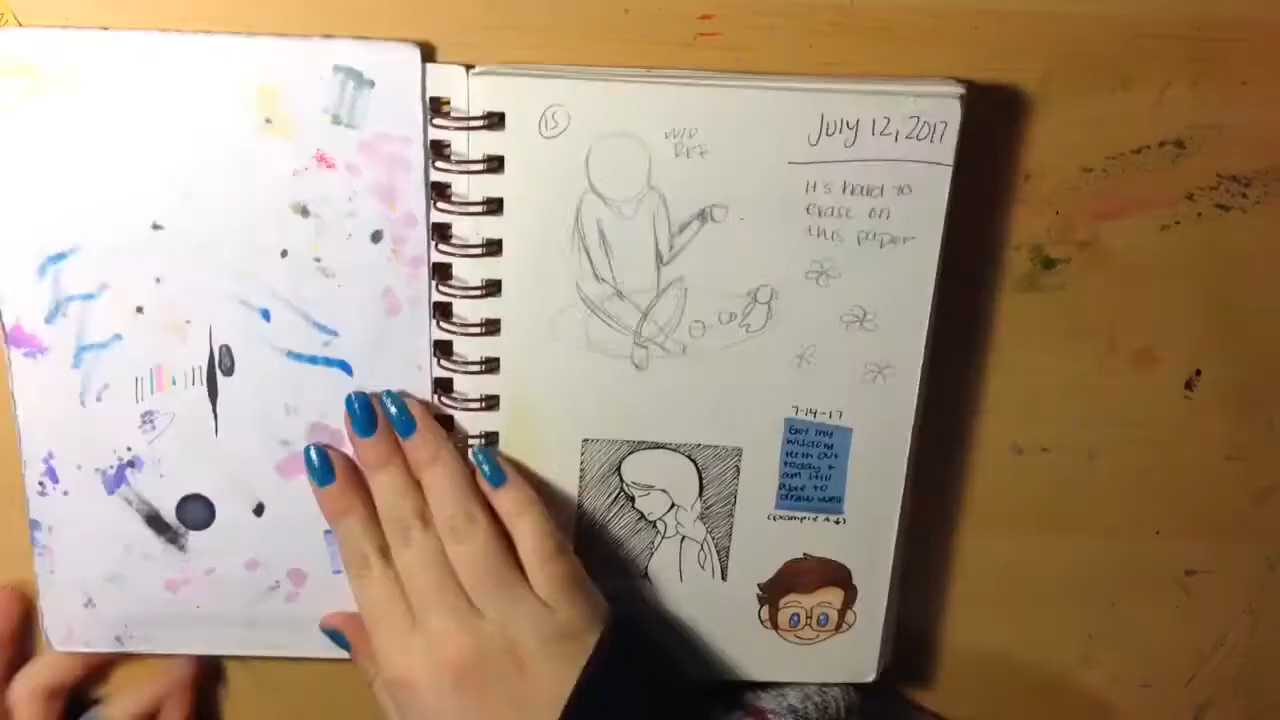 15
W/O
REF
July 12, 2017
It's hard to
erase on
this paper
7-14-17
Got my
wisdom
teeth out
today &
am still
able to
draw well
(example A ↓)